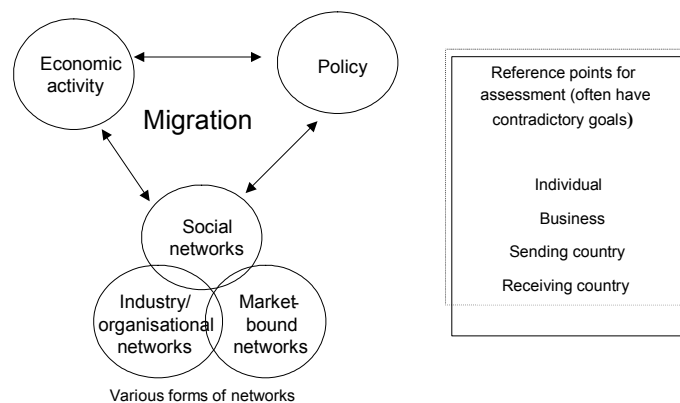 Economic
activity
Policy
Migration
Social
networks
Industry/
organisational
networks
Market-
bound
networks
Various forms of networks
Reference points for
assessment (often have
contradictory goals)
Individual
Business
Sending country
Receiving country